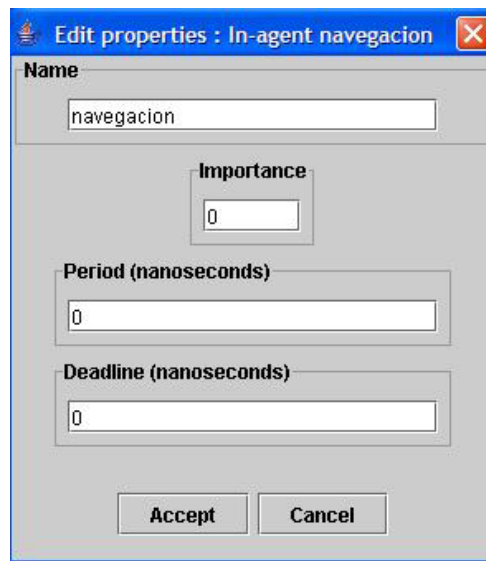 Edit properties : In-agent navegacion
Name
navegacion
Importance
0
Period (nanoseconds)
0
Deadline (nanoseconds)
0
Accept Cancel